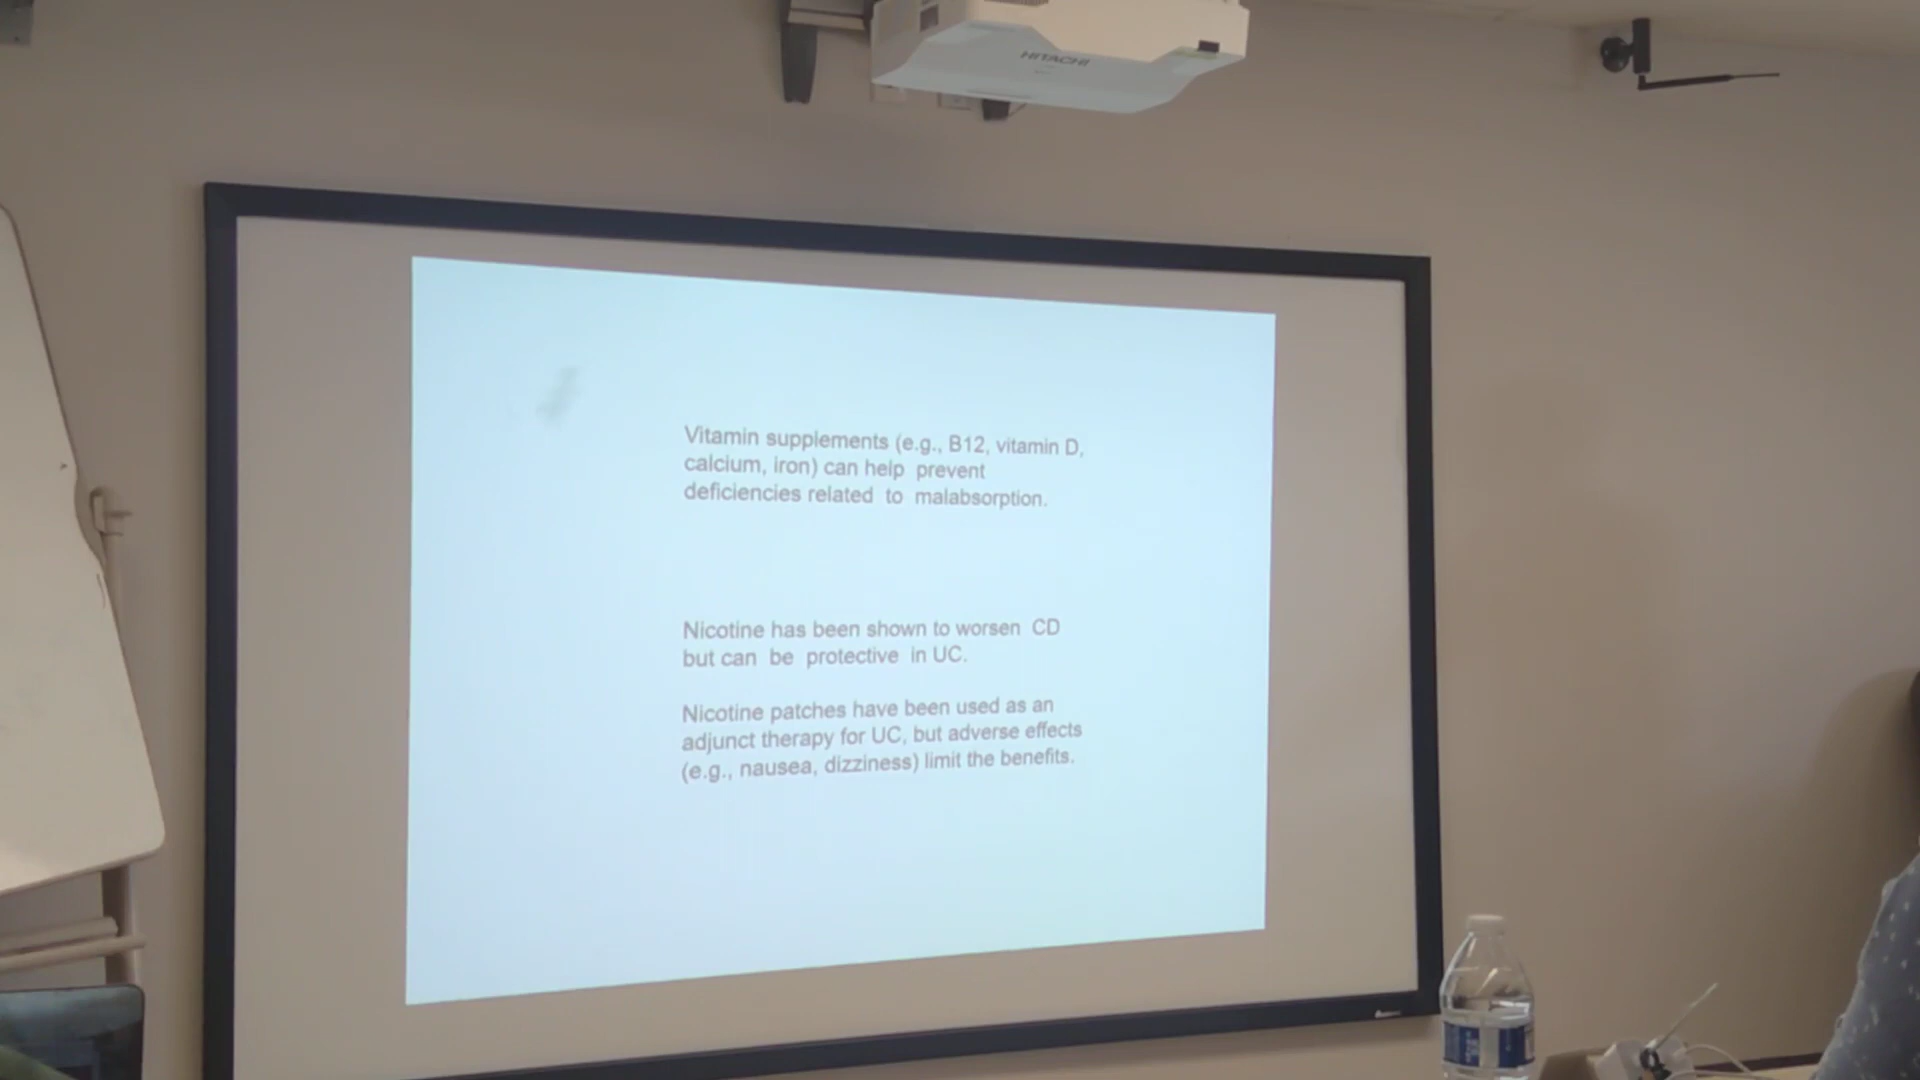 HITACHI
Vitamin supplements (e.g., B12, vitamin D,
calcium, iron) can help prevent
deficiencies related to malabsorption.
Nicotine has been shown to worsen CD
but can be protective in UC.
Nicotine patches have been used as an
adjunct therapy for UC, but adverse effects
(e.g., nausea, dizziness) limit the benefits.